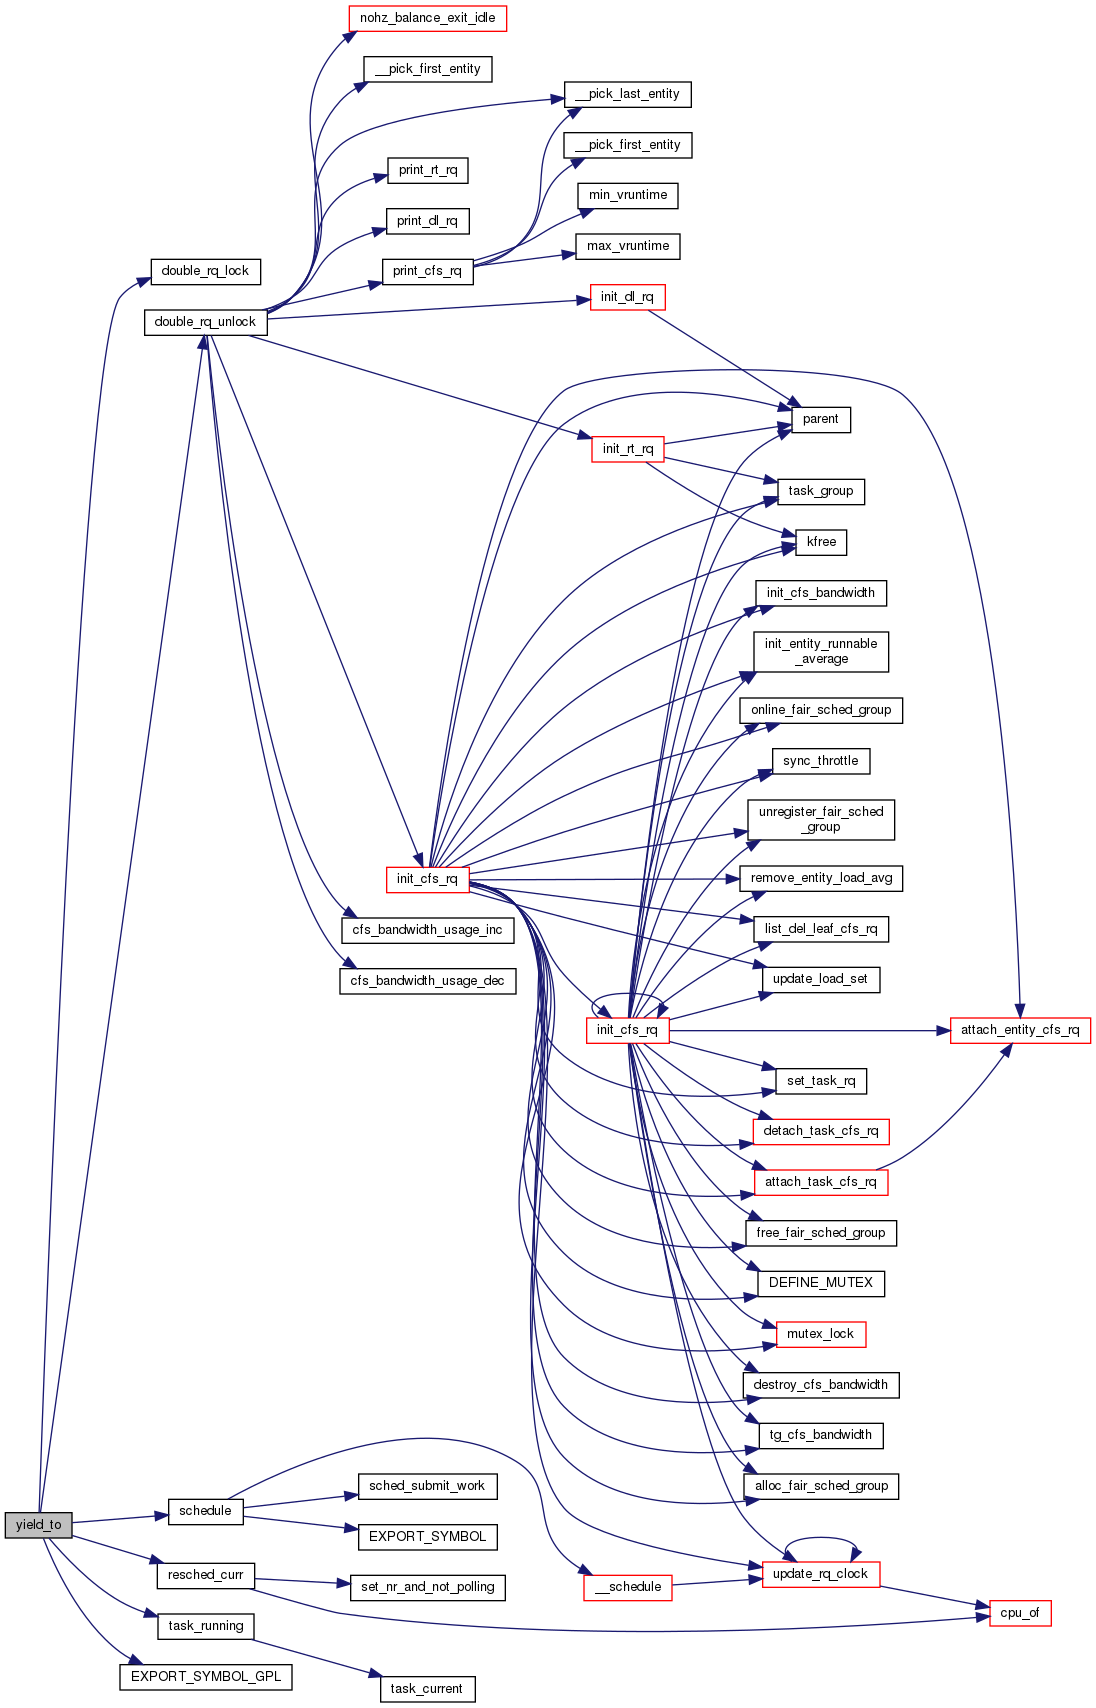 nohz_balance_exit_idle
__pick_first_entity
__pick_last_entity
__pick_first_entity
print_rt_rq
min_vruntime
print_dl_rq
max_vruntime
double_rq_lock
print_cfs_rq
init_dl_rq
double_rq_unlock
parent
init_rt_rq
task_group
kfree
init_cfs_bandwidth
init_entity_runnable
_average
online_fair_sched_group
sync_throttle
unregister_fair_sched
_group
init_cfs_rq
remove_entity_load_avg
cfs_bandwidth_usage_inc
list_del_leaf_cfs_rq
cfs_bandwidth_usage_dec
update_load_set
init_cfs_rq
attach_entity_cfs_rq
set_task_rq
detach_task_cfs_rq
attach_task_cfs_rq
free_fair_sched_group
DEFINE_MUTEX
mutex_lock
destroy_cfs_bandwidth
tg_cfs_bandwidth
sched_submit_work
alloc_fair_sched_group
schedule
yield_to
EXPORT_SYMBOL
resched_curr
update_rq_clock
set_nr_and_not_polling
__schedule
cpu_of
task_running
EXPORT_SYMBOL_GPL
task_current